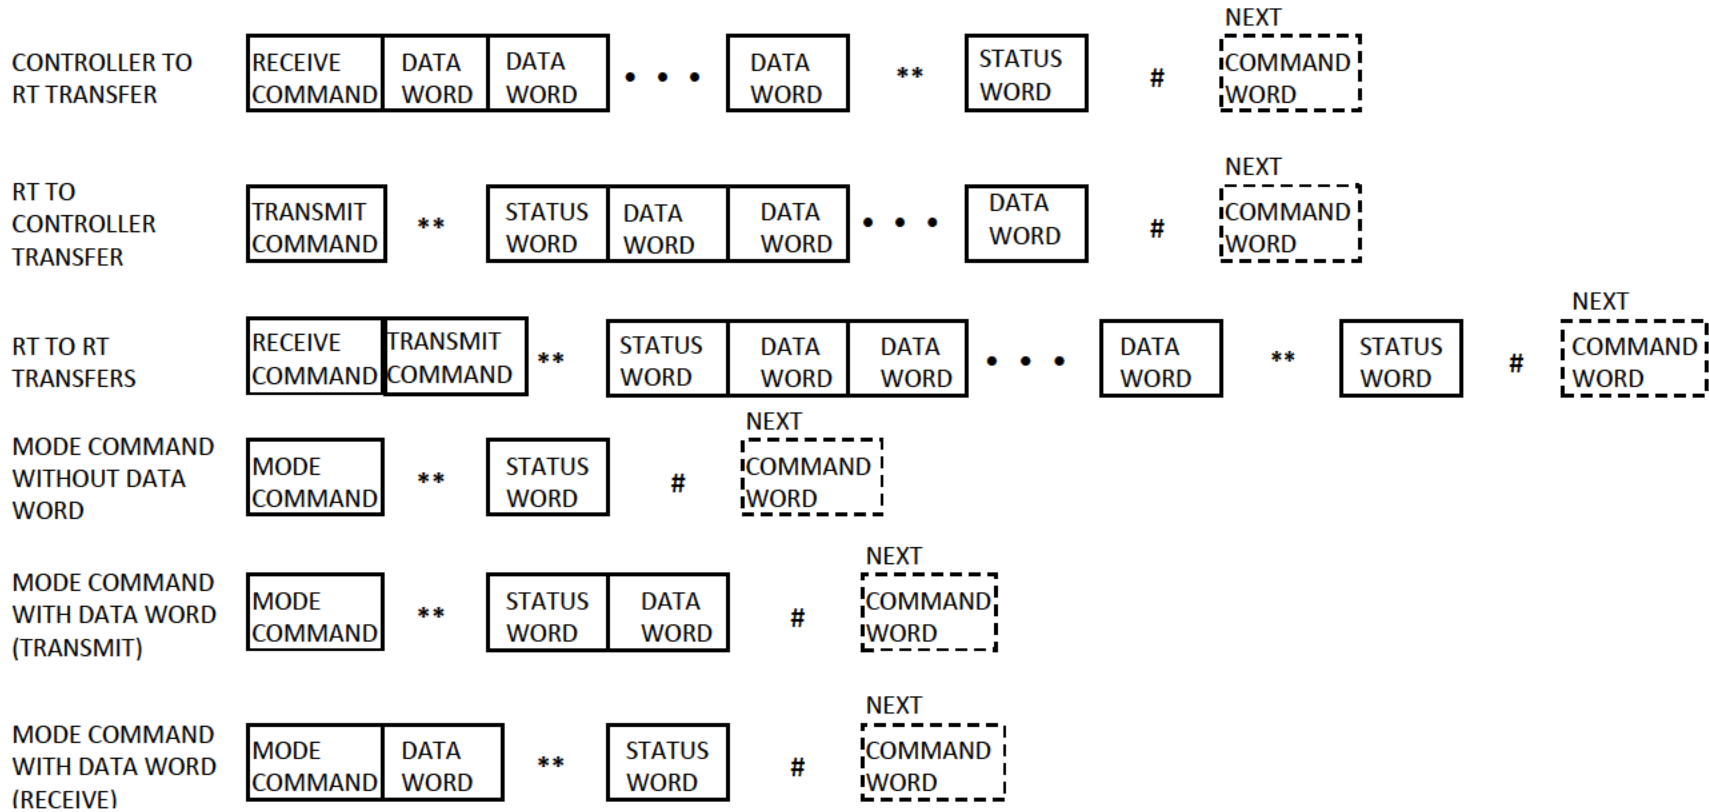 NEXT
CONTROLLER TO
RT TRANSFER
RECEIVE
COMMAND
DATA
WORD
DATA
WORD
• • •
DATA
WORD
**
STATUS
WORD
#
COMMAND
WORD
NEXT
RT TO
CONTROLLER
TRANSFER
TRANSMIT
COMMAND
**
STATUS
WORD
DATA
WORD
DATA
WORD
• • •
DATA
WORD
#
COMMAND
WORD
NEXT
RT TO RT
TRANSFERS
RECEIVE
COMMAND
TRANSMIT
COMMAND
**
STATUS
WORD
DATA
WORD
DATA
WORD
• • •
DATA
WORD
**
STATUS
WORD
#
COMMAND
WORD
NEXT
MODE COMMAND
WITHOUT DATA
WORD
MODE
COMMAND
**
STATUS
WORD
#
COMMAND
WORD
NEXT
MODE COMMAND
WITH DATA WORD
(TRANSMIT)
MODE
COMMAND
**
STATUS
WORD
DATA
WORD
#
COMMAND
WORD
NEXT
MODE COMMAND
WITH DATA WORD
(RECEIVE)
MODE
COMMAND
DATA
WORD
**
STATUS
WORD
#
COMMAND
WORD